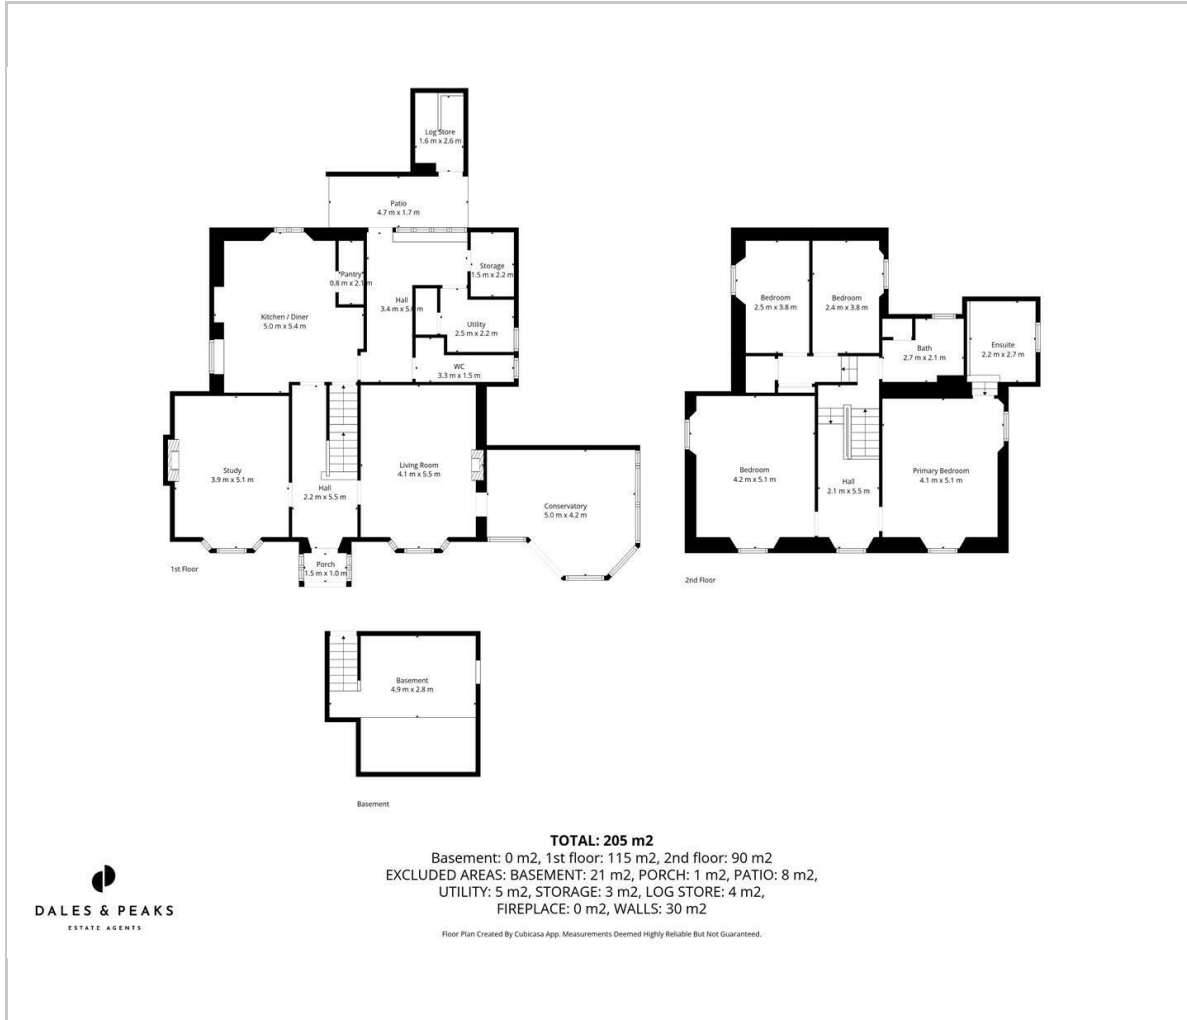 Log Store
1.6 m x 2.6 m
Patio
4.7 m x 1.7 m
"Pantry"
0.8 m x 2.1 m
Storage
1.5 m x 2.2 m
Hall
3.4 m x 5. m
Kitchen / Diner
5.0 m x 5.4 m
Utility
2.5 m x 2.2 m
WC
3.3 m x 1.5 m
Study
3.9 m x 5.1 m
Living Room
4.1 m x 5.5 m
Hall
2.2 m x 5.5 m
Conservatory
5.0 m x 4.2 m
Porch
1.5 m x 1.0 m
1st Floor
Bedroom
2.5 m x 3.8 m
Bedroom
2.4 m x 3.8 m
Bath
2.7 m x 2.1 m
Ensuite
2.2 m x 2.7 m
Bedroom
4.2 m x 5.1 m
Hall
2.1 m x 5.5 m
Primary Bedroom
4.1 m x 5.1 m
2nd Floor
Basement
4.9 m x 2.8 m
Basement
TOTAL: 205 m2
Basement: 0 m2, 1st floor: 115 m2, 2nd floor: 90 m2
EXCLUDED AREAS: BASEMENT: 21 m2, PORCH: 1 m2, PATIO: 8 m2,
UTILITY: 5 m2, STORAGE: 3 m2, LOG STORE: 4 m2,
FIREPLACE: 0 m2, WALLS: 30 m2
Floor Plan Created By Cubicasa App. Measurements Deemed Highly Reliable But Not Guaranteed.
DALES & PEAKS
ESTATE AGENTS